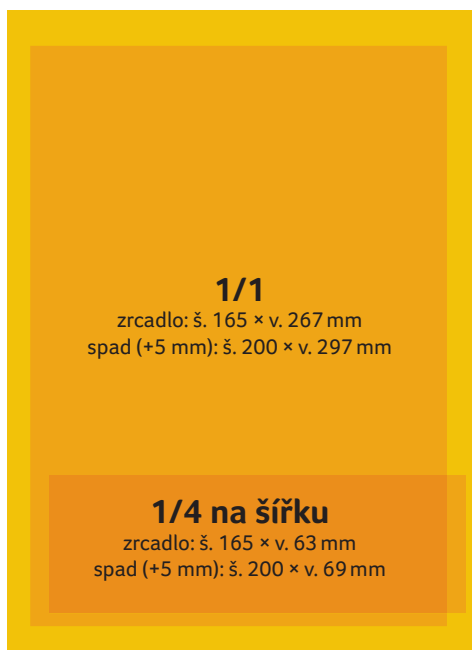 1/1
zrcadlo: š. 165 × v. 267 mm
spad (+5 mm): š. 200 × v. 297 mm
1/4 na šířku
zrcadlo: š. 165 × v. 63 mm
spad (+5 mm): š. 200 × v. 69 mm